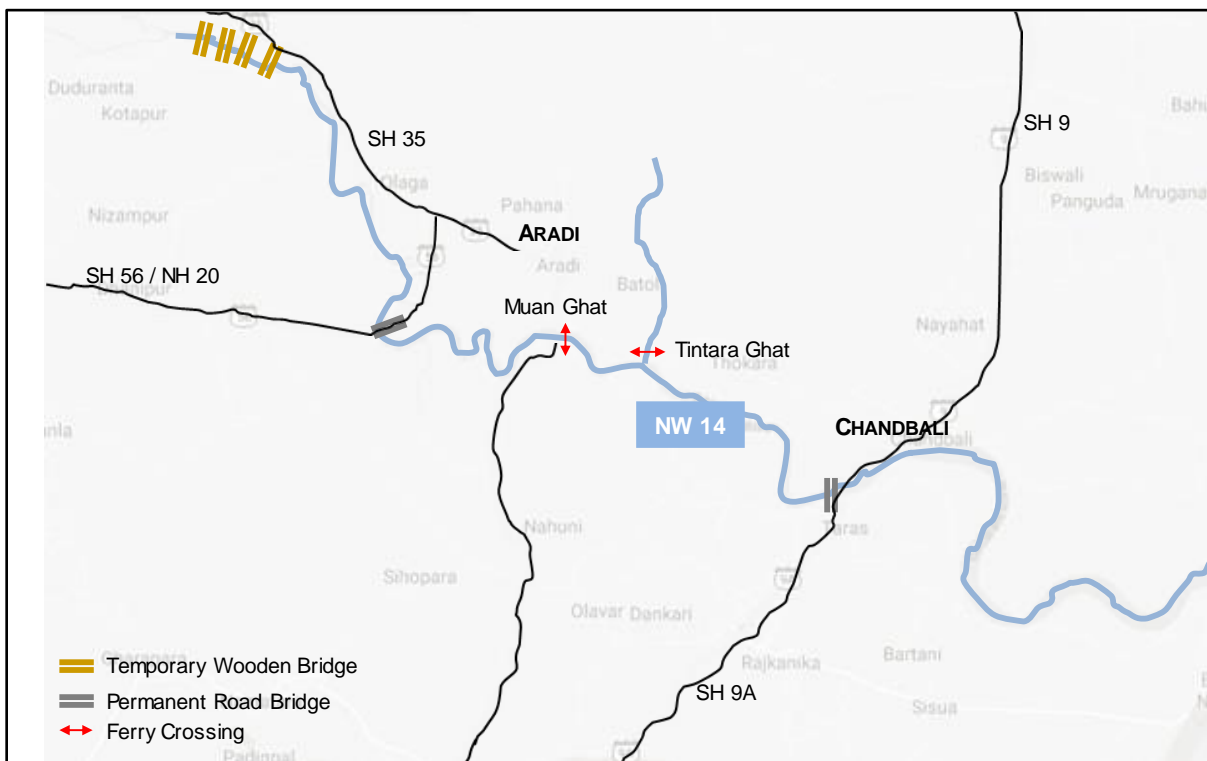 Duduranta
Kotapur
SH 35
SH 9
Biswali
Panguda
Mrugana
Olaga
Nizampur
Pahana
ARADI
Aradi
SH 56 / NH 20
Batol
Muan Ghat
Nayahat
Tintara Ghat
Thokara
NW 14
CHANDBALI
Chandbali
Taras
Nahuni
Sihopara
Olavar
Dankari
Rajkanika
Bartani
SH 9A
Sisua
Temporary Wooden Bridge
Permanent Road Bridge
Ferry Crossing